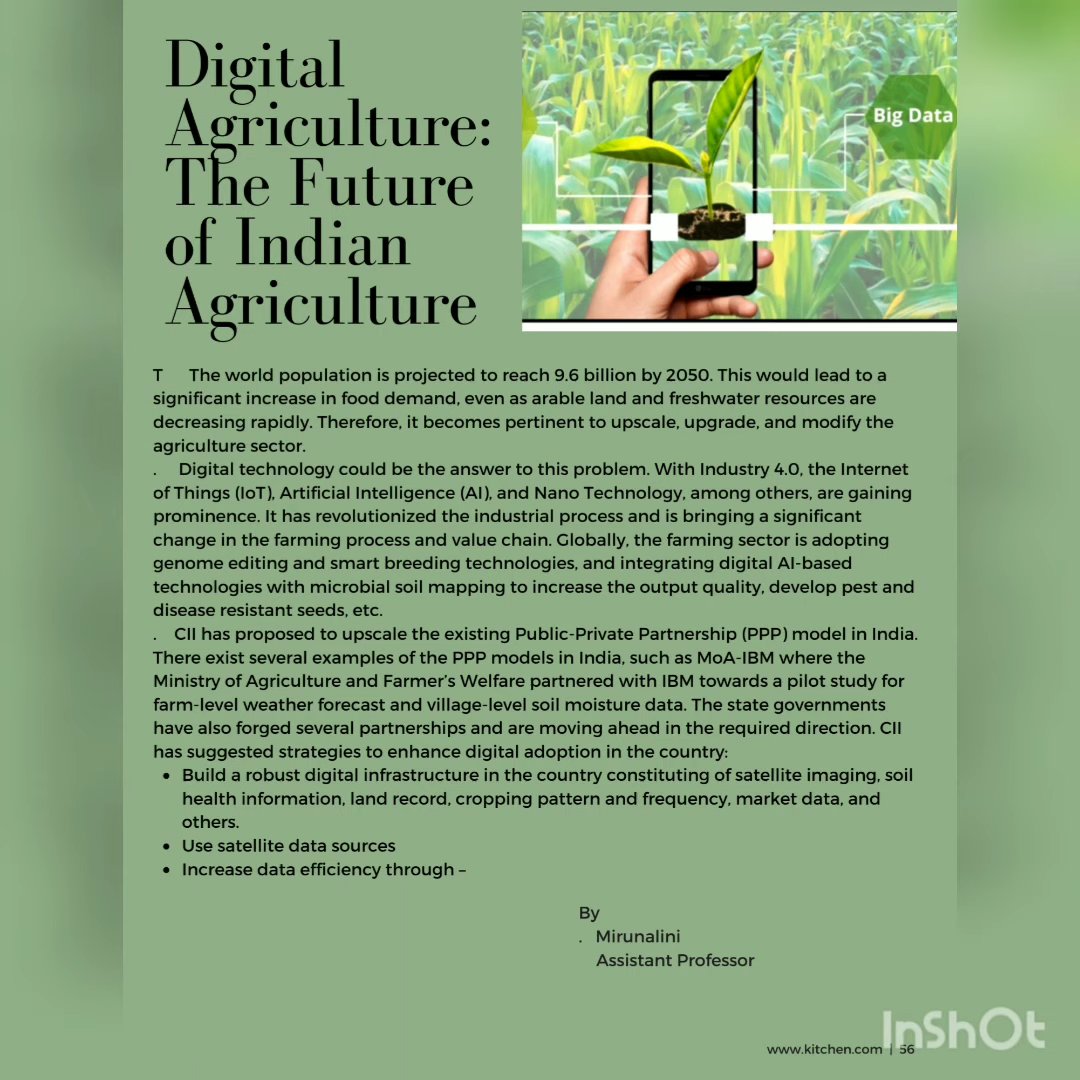 Digital
Agriculture:
The Future
of Indian
Agriculture
Big Data
T The world population is projected to reach 9.6 billion by 2050. This would lead to a
significant increase in food demand, even as arable land and freshwater resources are
decreasing rapidly. Therefore, it becomes pertinent to upscale, upgrade, and modify the
agriculture sector.
. Digital technology could be the answer to this problem. With Industry 4.0, the Internet
of Things (IoT), Artificial Intelligence (AI), and Nano Technology, among others, are gaining
prominence. It has revolutionized the industrial process and is bringing a significant
change in the farming process and value chain. Globally, the farming sector is adopting
genome editing and smart breeding technologies, and integrating digital AI-based
technologies with microbial soil mapping to increase the output quality, develop pest and
disease resistant seeds, etc.
. CII has proposed to upscale the existing Public-Private Partnership (PPP) model in India.
There exist several examples of the PPP models in India, such as MoA-IBM where the
Ministry of Agriculture and Farmer’s Welfare partnered with IBM towards a pilot study for
farm-level weather forecast and village-level soil moisture data. The state governments
have also forged several partnerships and are moving ahead in the required direction. CII
has suggested strategies to enhance digital adoption in the country:
• Build a robust digital infrastructure in the country constituting of satellite imaging, soil
health information, land record, cropping pattern and frequency, market data, and
others.
• Use satellite data sources
• Increase data efficiency through –
By
. Mirunalini
Assistant Professor
InShOt
www.kitchen.com | 56